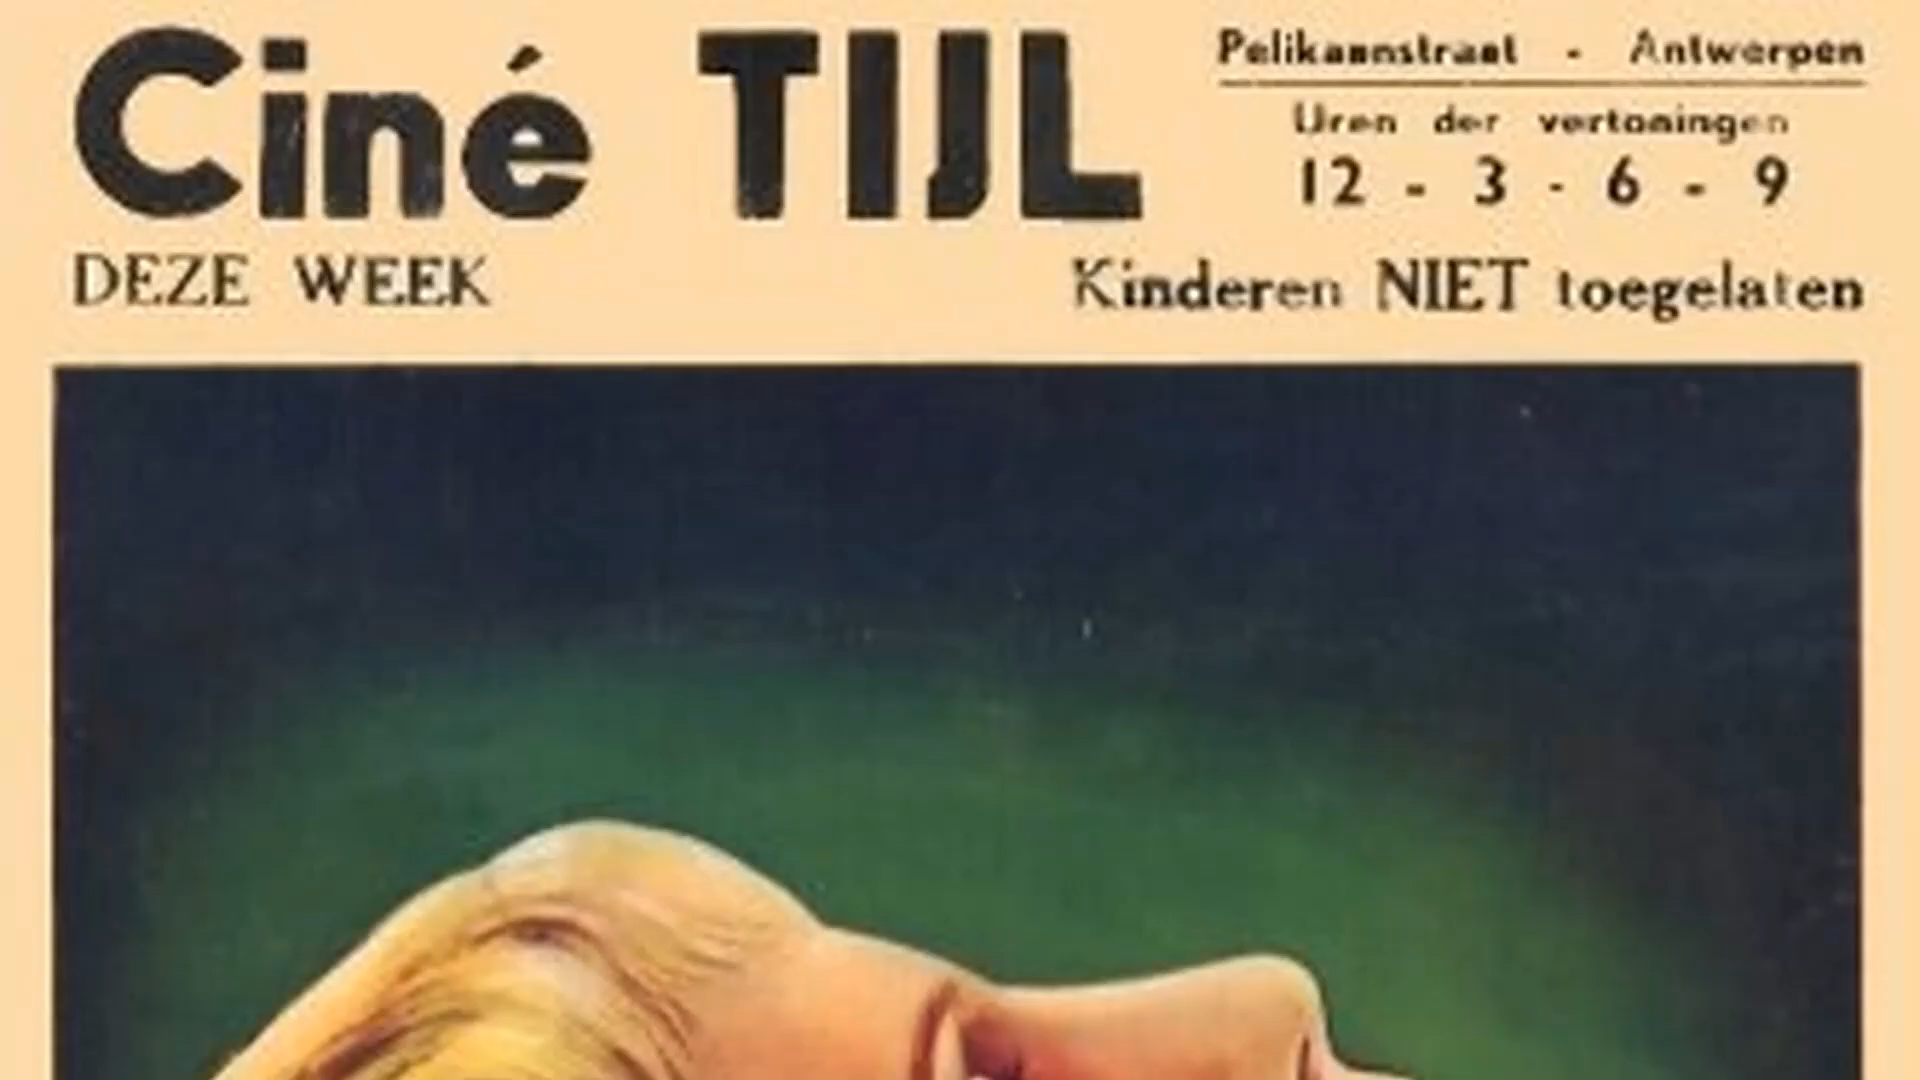 Ciné TIJL
Pelikaanstraat - Antwerpen
Uren der vertoningen
12 - 3 - 6 - 9
DEZE WEEK
Kinderen NIET toegelaten